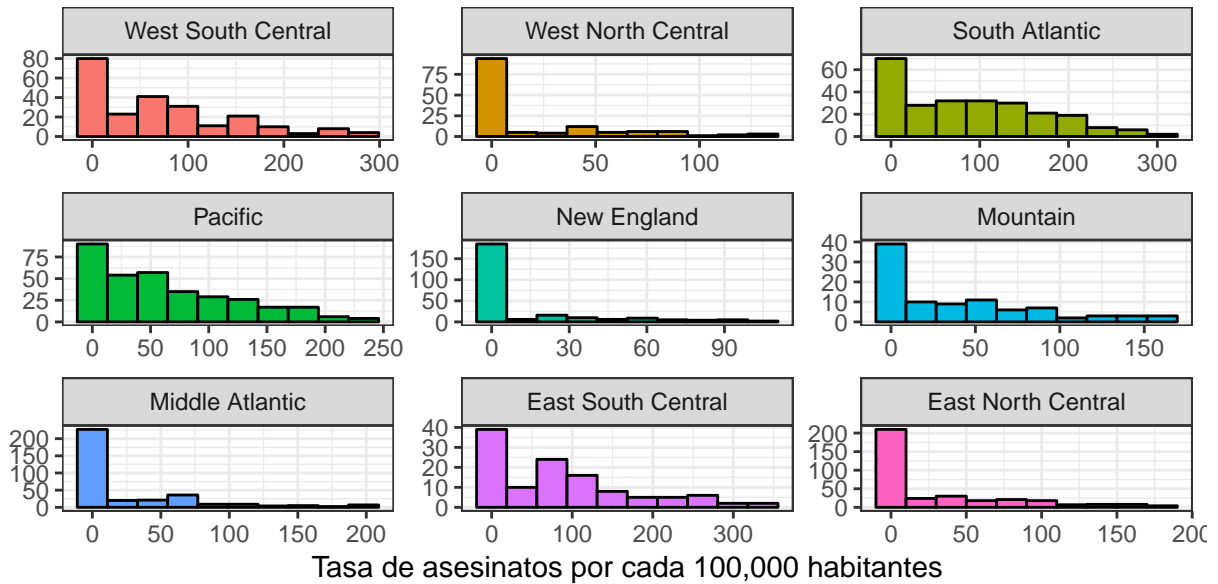 West South Central
West North Central
South Atlantic
80
60
40
20
0
0 100 200 300
75
50
25
0
0 50 100
60
40
20
0
0 100 200 300
Pacific
New England
Mountain
75
50
25
0
0 50 100 150 200 250
150
100
50
0
0 30 60 90
40
30
20
10
0
0 50 100 150
Middle Atlantic
East South Central
East North Central
200
150
100
50
0
0 50 100 150 200
40
30
20
10
0
0 100 200 300
200
150
100
50
0
0 50 100 150 200
Tasa de asesinatos por cada 100,000 habitantes